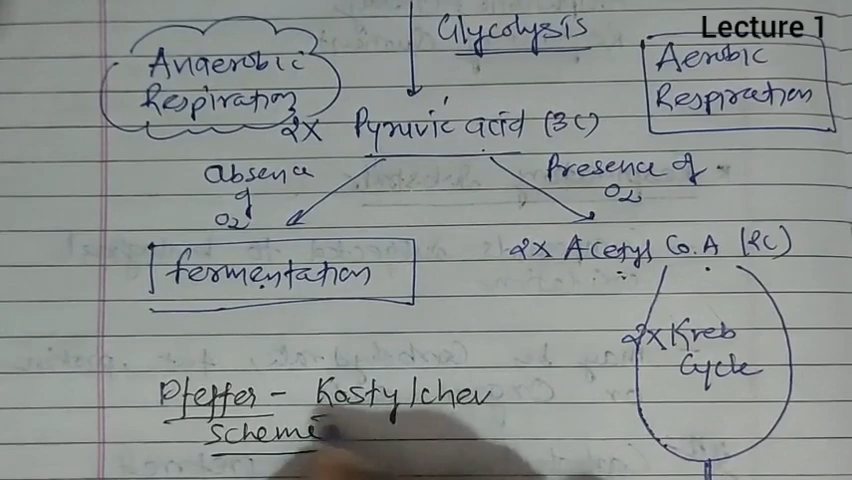 Lecture 1
Glycolysis
Anaerobic
Respiration
Aerobic
Respiration
2x Pyruvic acid (3C)
Absence
of
O2
Presence of
O2
fermentation
2x Acetyl Co.A (2C)
2x Kreb
Cycle
Pfeffer - Kostylchev
Scheme